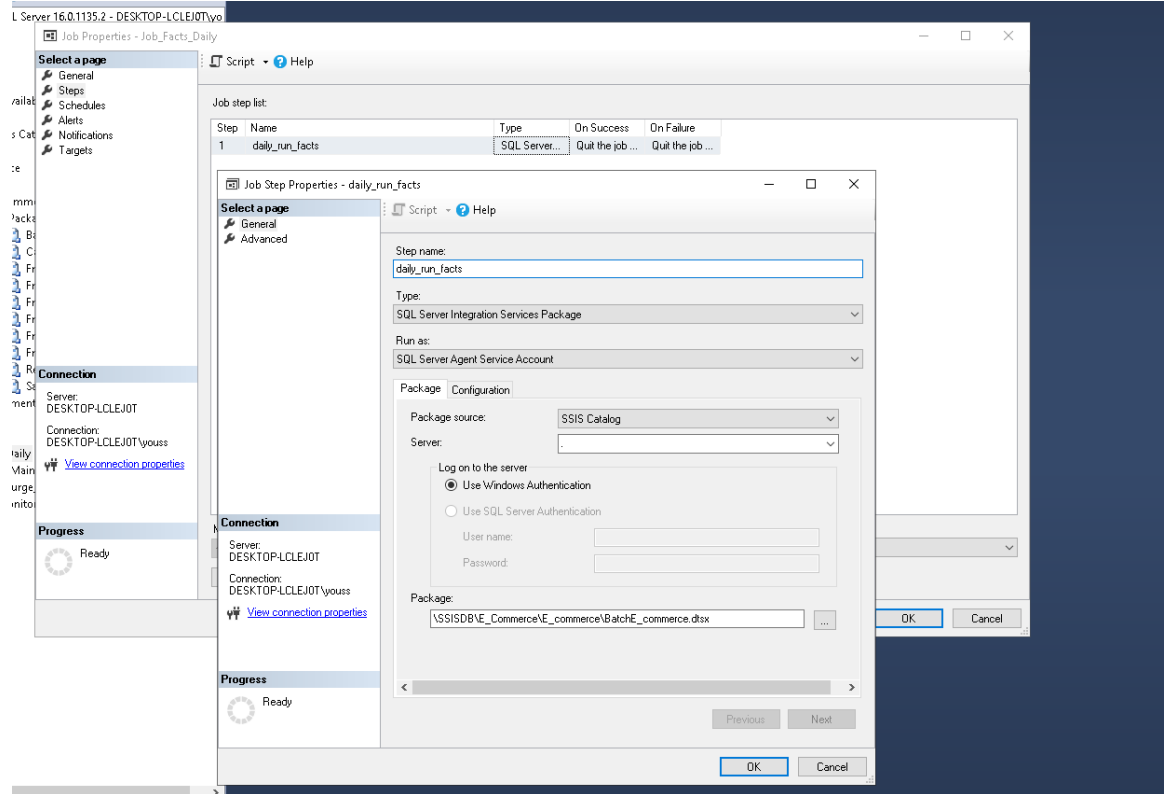 L Server 16.0.1135.2 - DESKTOP-LCLEJ0T\yo
Job Properties - Job_Facts_Daily
Select a page
General
Steps
Schedules
Alerts
Notifications
Targets
Script
Help
Job step list:
Step Name Type On Success On Failure
1 daily_run_facts SQL Server... Quit the job ... Quit the job ...
Connection
Server:
DESKTOP-LCLEJ0T
Connection:
DESKTOP-LCLEJ0T\youss
View connection properties
Progress
Ready
OK Cancel
Job Step Properties - daily_run_facts
Select a page
General
Advanced
Script
Help
Step name:
daily_run_facts
Type:
SQL Server Integration Services Package
Run as:
SQL Server Agent Service Account
Package Configuration
Package source: SSIS Catalog
Server: .
Log on to the server
Use Windows Authentication
Use SQL Server Authentication
User name:
Password:
Package:
\SSISDB\E_Commerce\E_commerce\BatchE_commerce.dtsx
...
Connection
Server:
DESKTOP-LCLEJ0T
Connection:
DESKTOP-LCLEJ0T\youss
View connection properties
Progress
Ready
Previous Next
OK Cancel